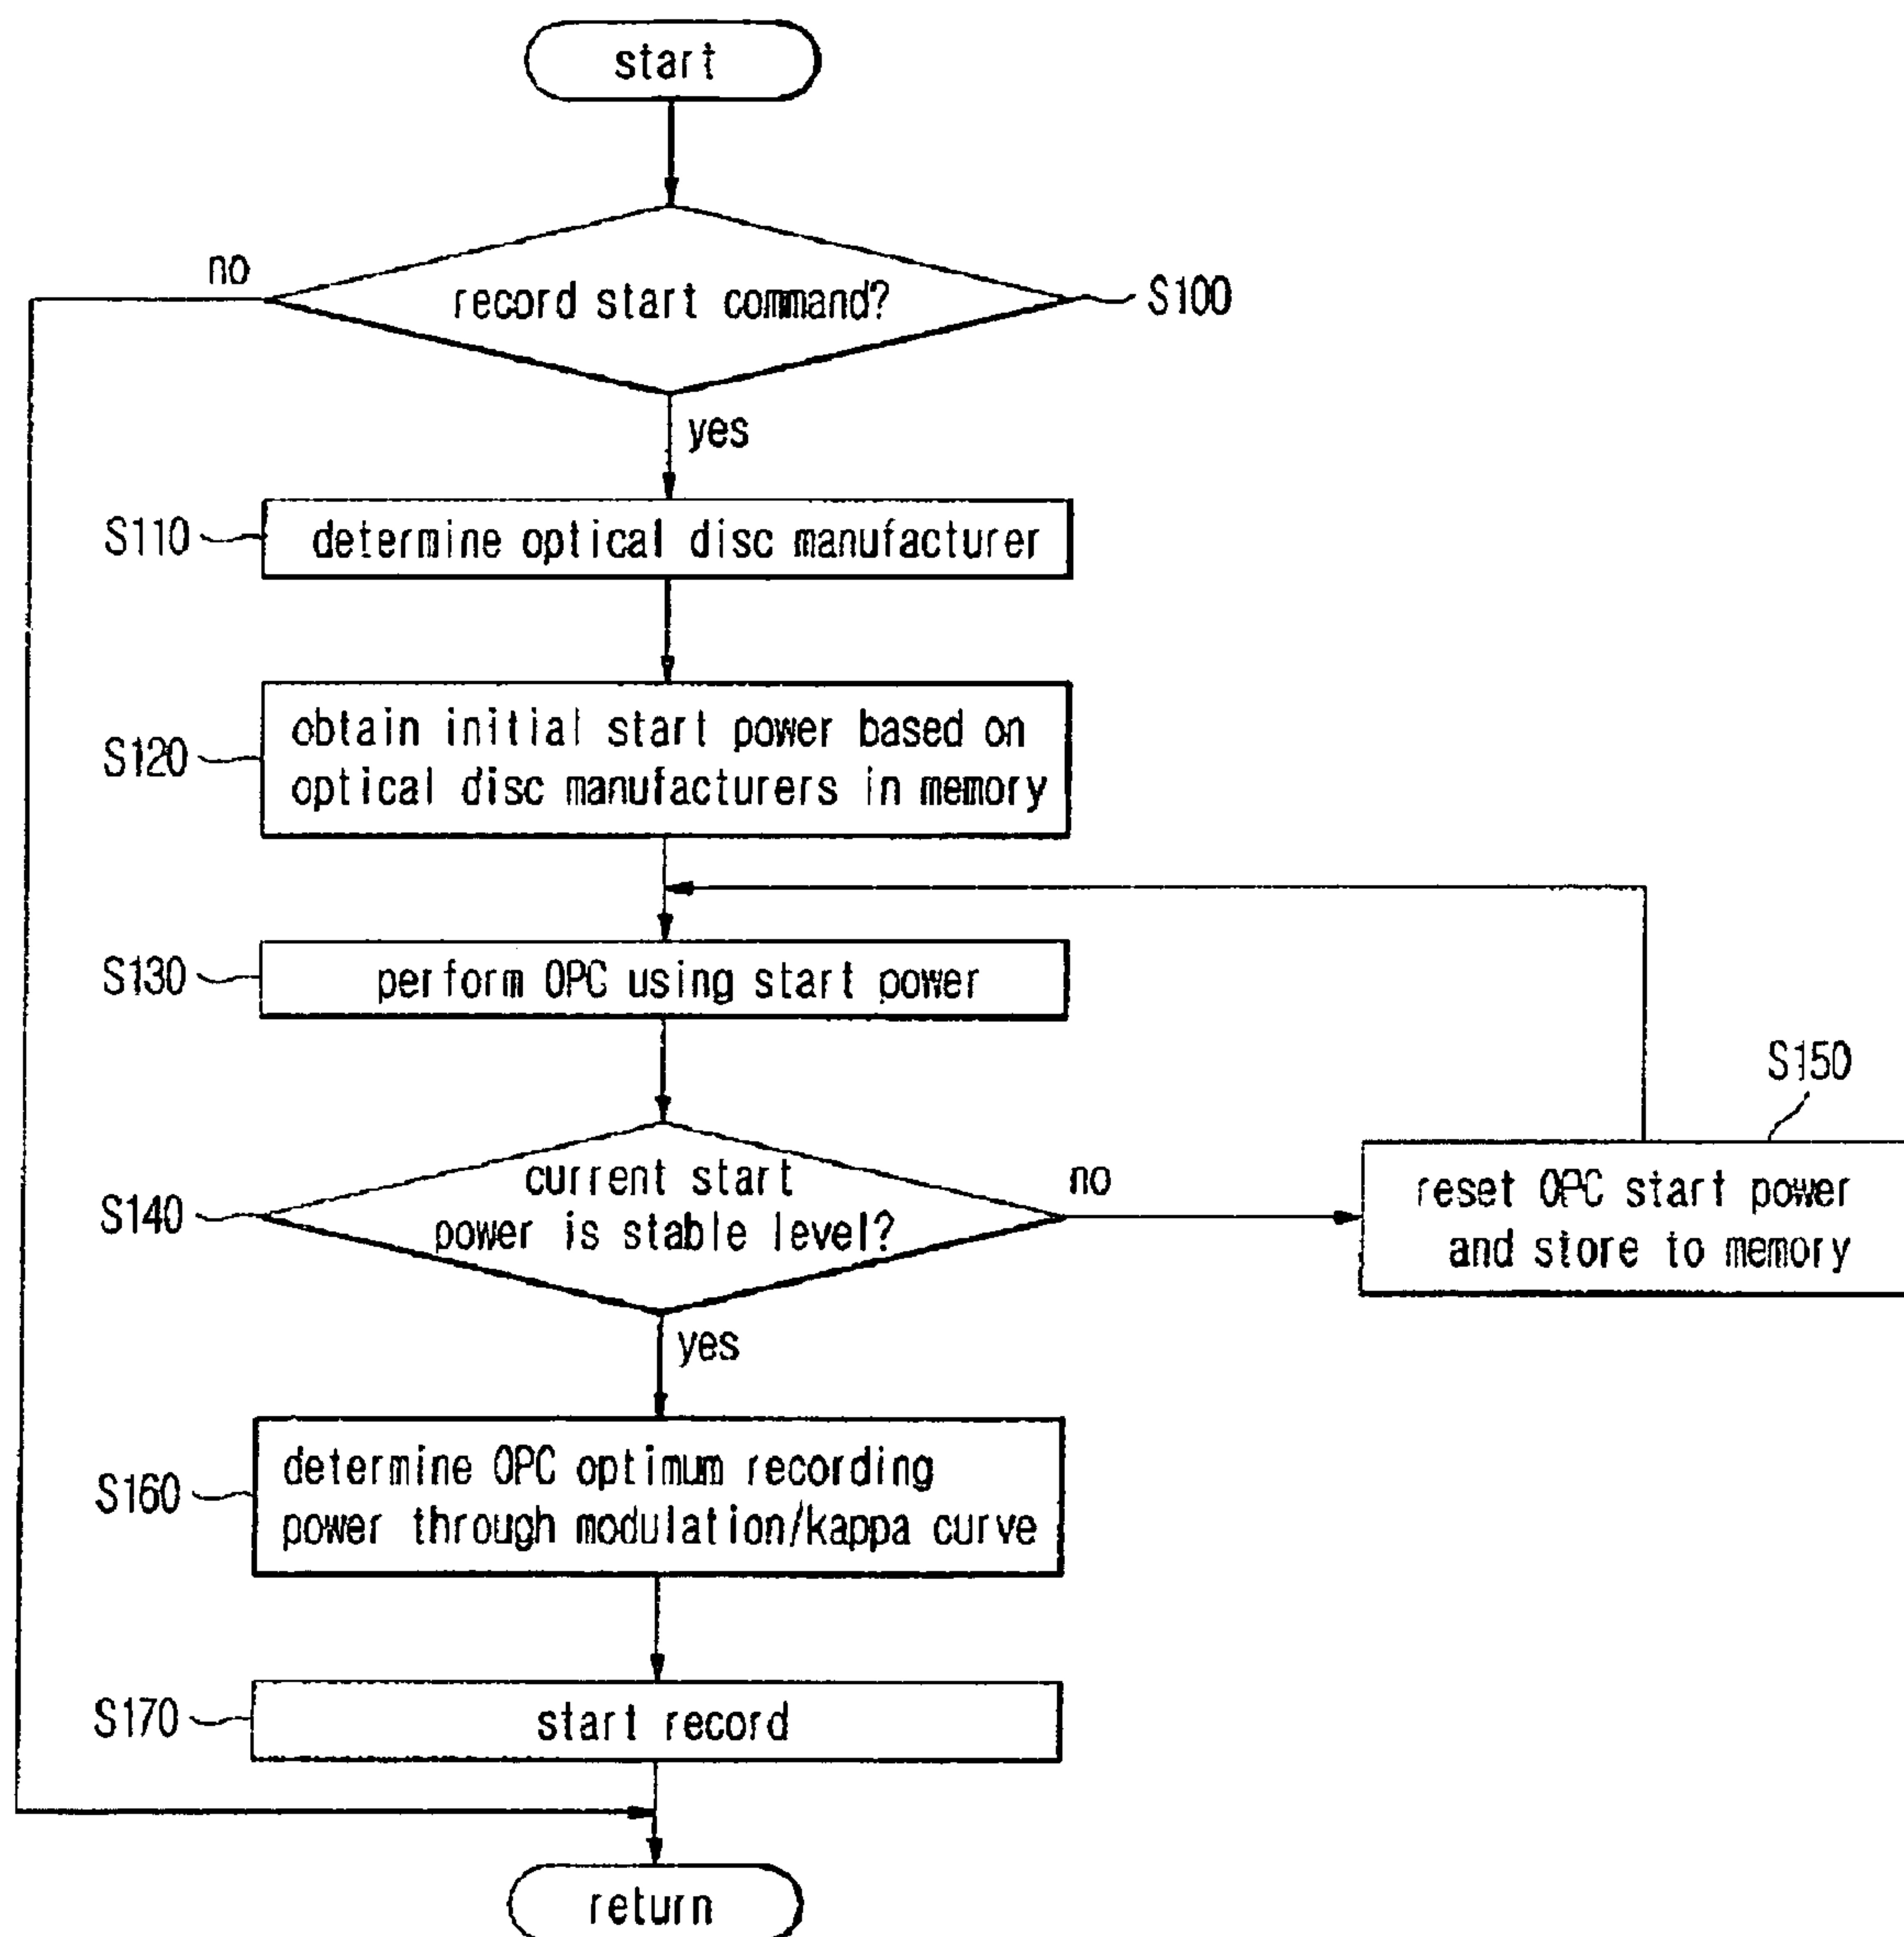 start
no
record start command?
S100
yes
S110
determine optical disc manufacturer
S120
obtain initial start power based on
optical disc manufacturers in memory
S130
perform OPC using start power
S150
S140
current start
power is stable level?
no
reset OPC start power
and store to memory
yes
S160
determine OPC optimum recording
power through modulation/kappa curve
S170
start record
return